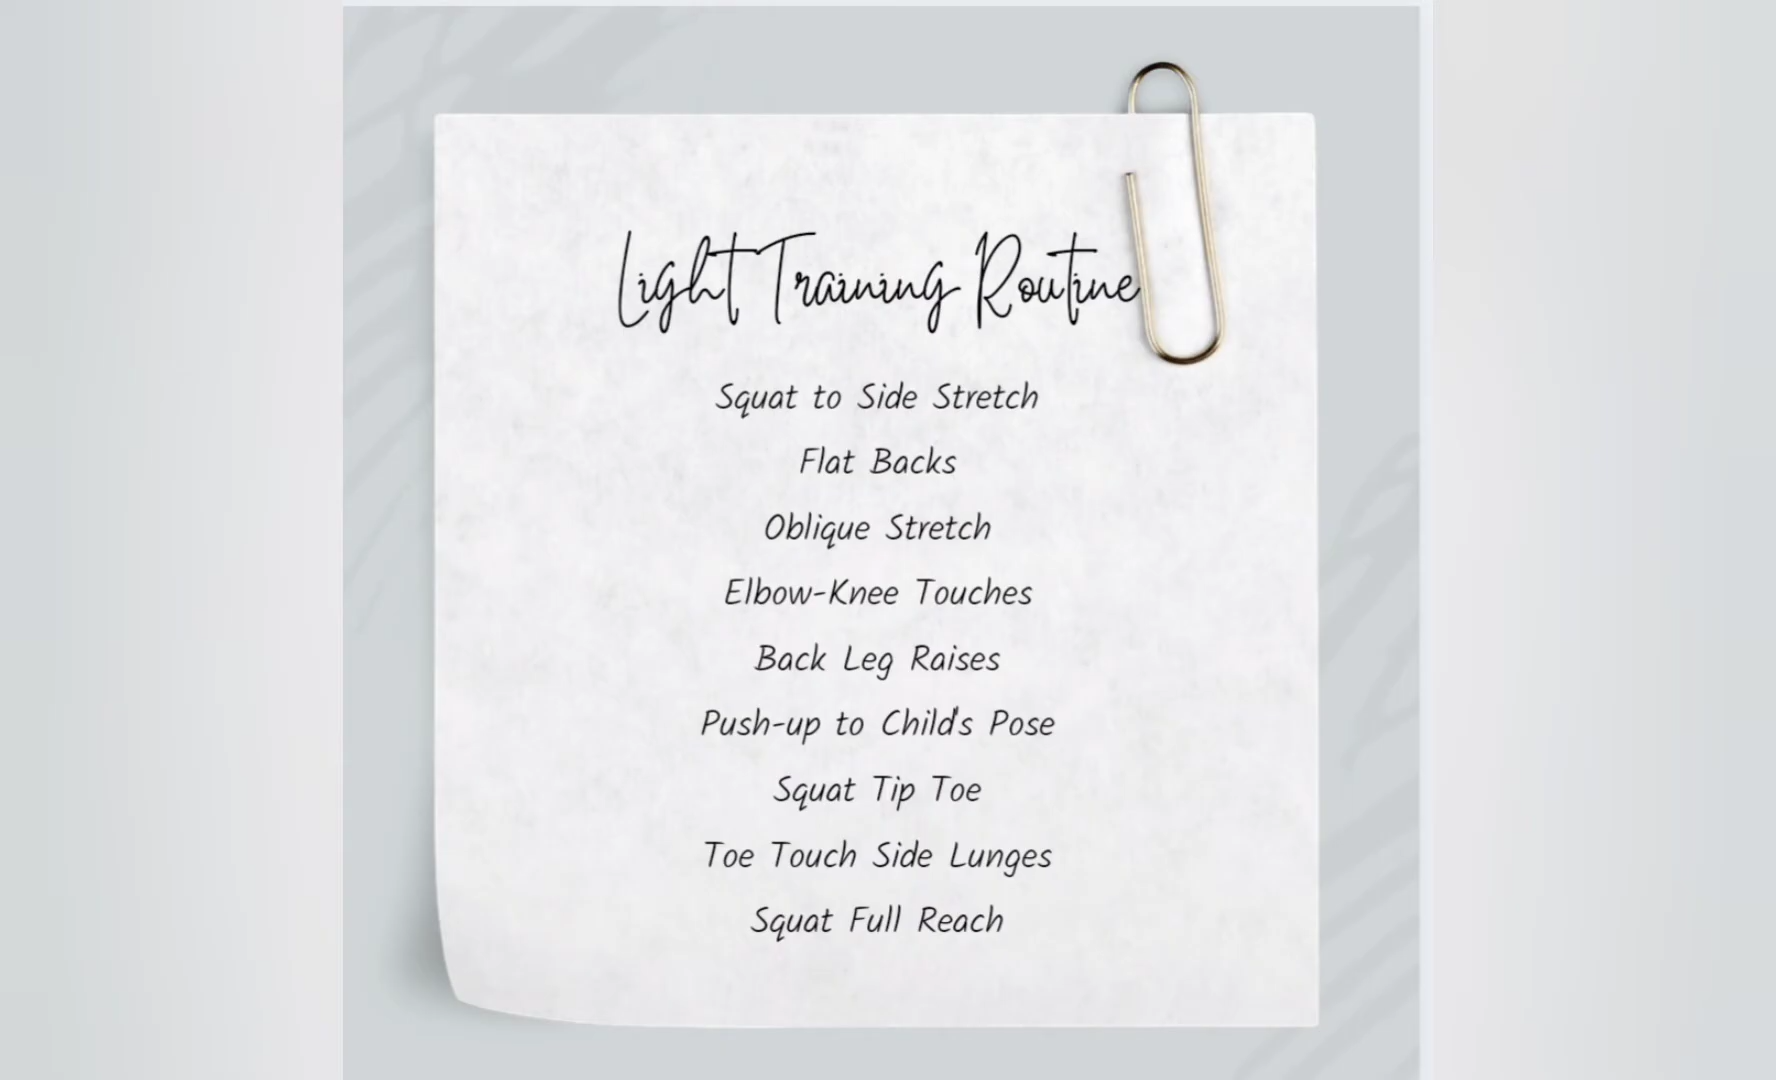 Light Training Routine
Squat to Side Stretch
Flat Backs
Oblique Stretch
Elbow-Knee Touches
Back Leg Raises
Push-up to Child's Pose
Squat Tip Toe
Toe Touch Side Lunges
Squat Full Reach